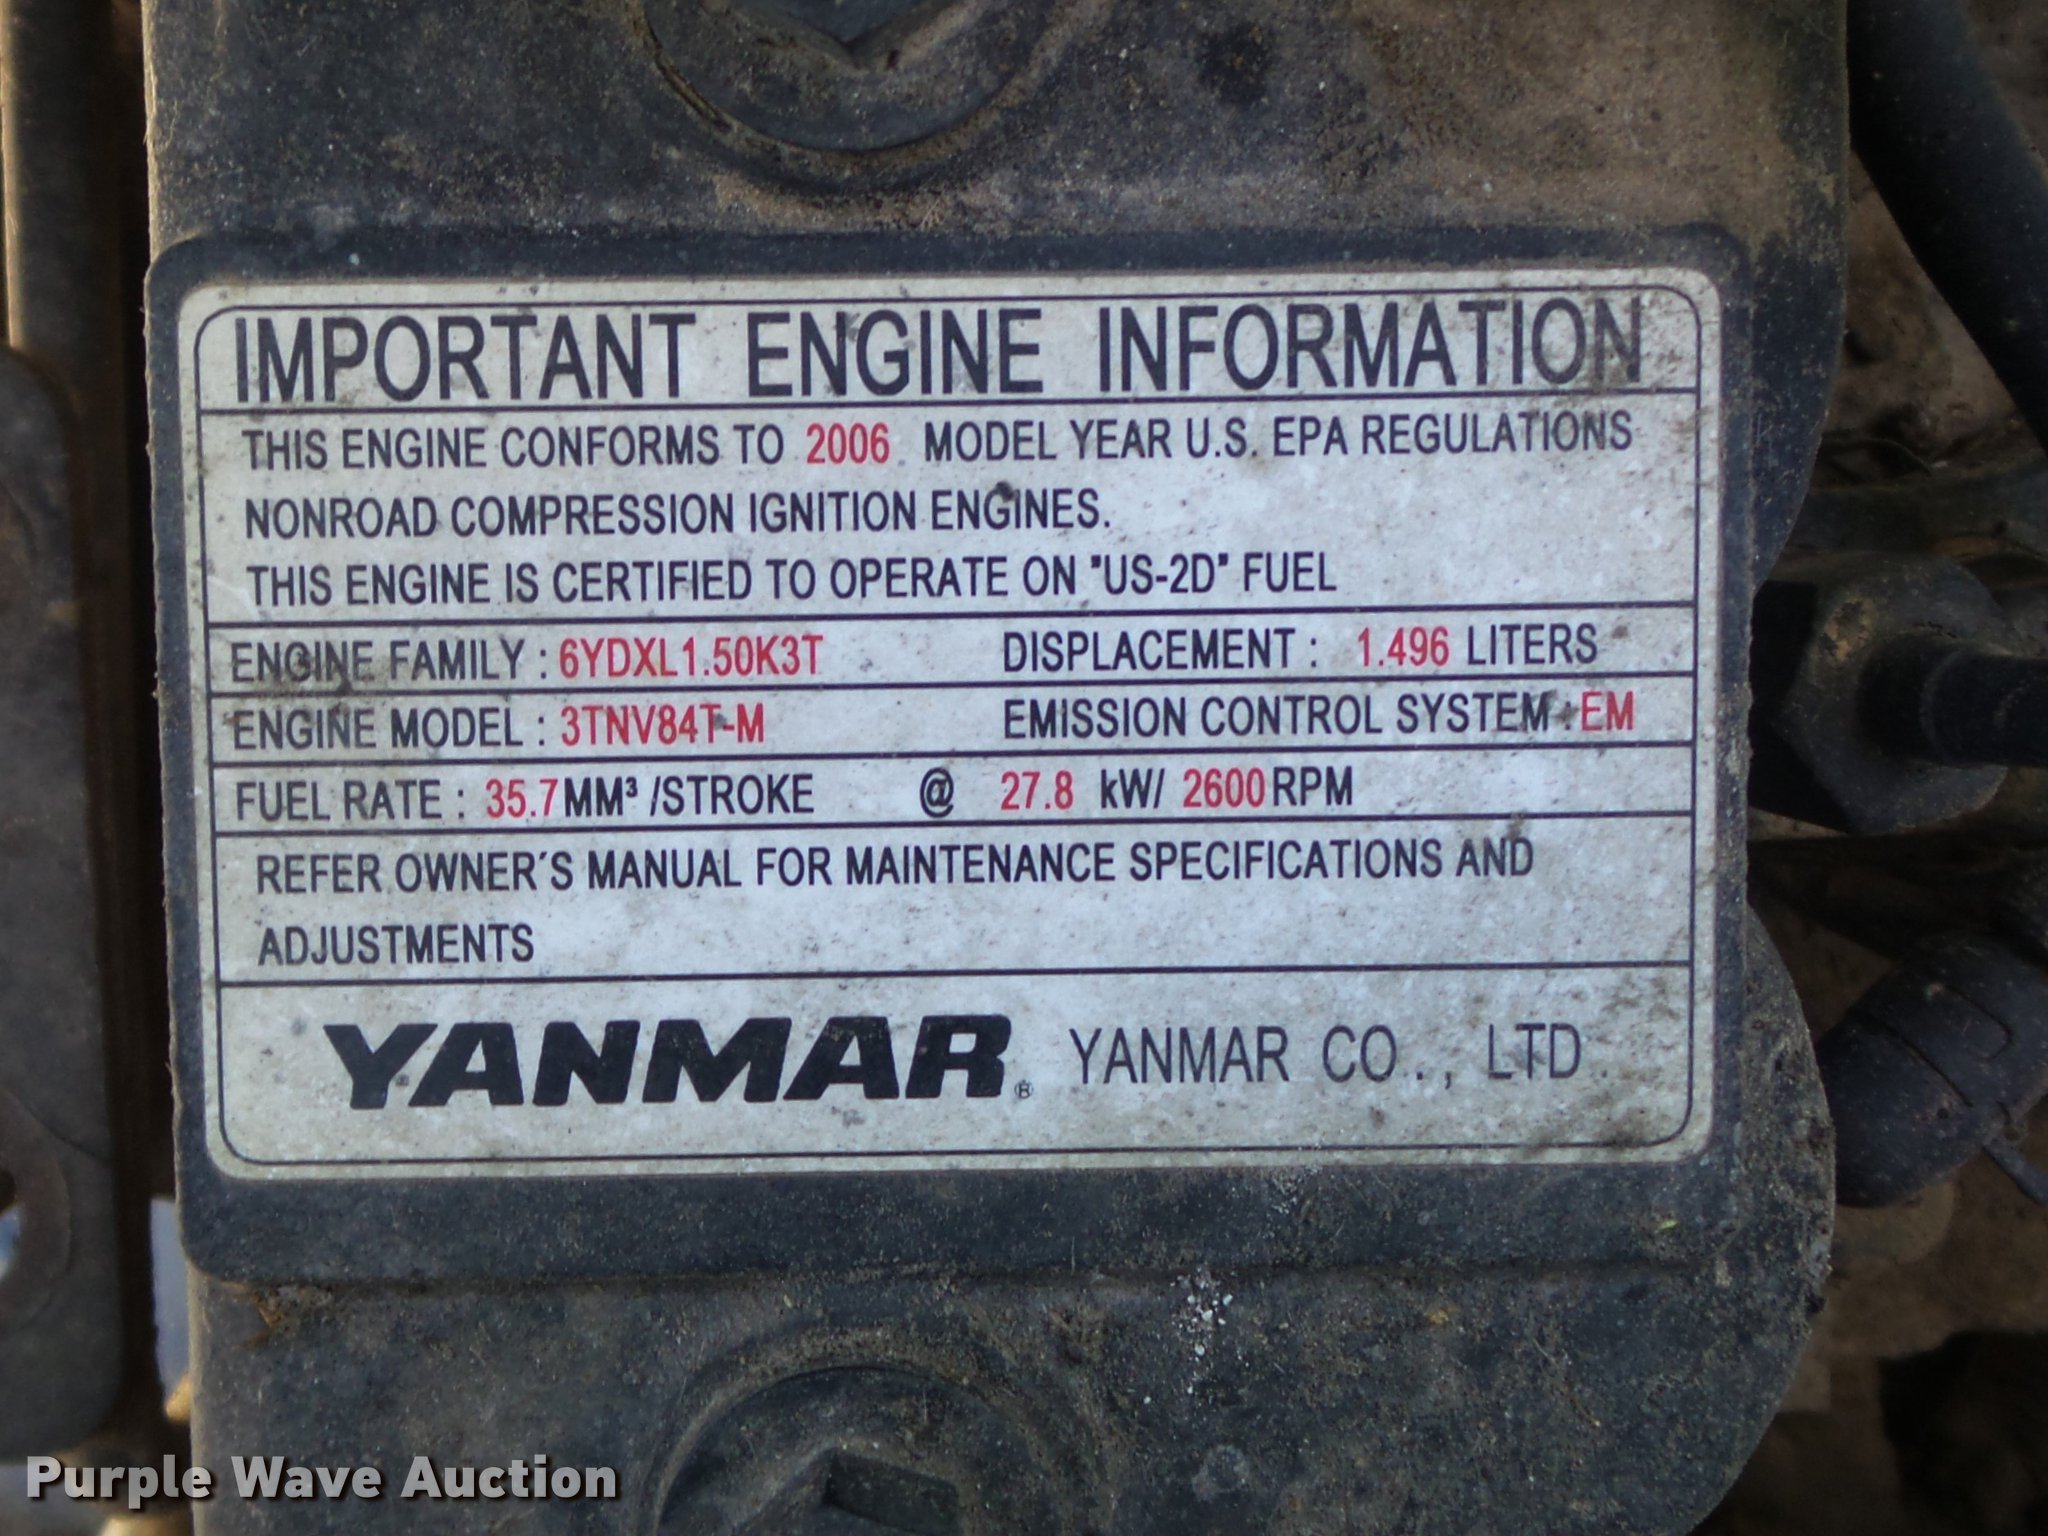 IMPORTANT ENGINE INFORMATION
THIS ENGINE CONFORMS TO 2006 MODEL YEAR U.S. EPA REGULATIONS
NONROAD COMPRESSION IGNITION ENGINES.
THIS ENGINE IS CERTIFIED TO OPERATE ON "US-2D" FUEL
ENGINE FAMILY : 6YDXL1.50K3T DISPLACEMENT : 1.496 LITERS
ENGINE MODEL : 3TNV84T-M EMISSION CONTROL SYSTEM : EM
FUEL RATE : 35.7MM³ /STROKE @ 27.8 kW/ 2600 RPM
REFER OWNER´S MANUAL FOR MAINTENANCE SPECIFICATIONS AND
ADJUSTMENTS
YANMAR® YANMAR CO., LTD.
Purple Wave Auction